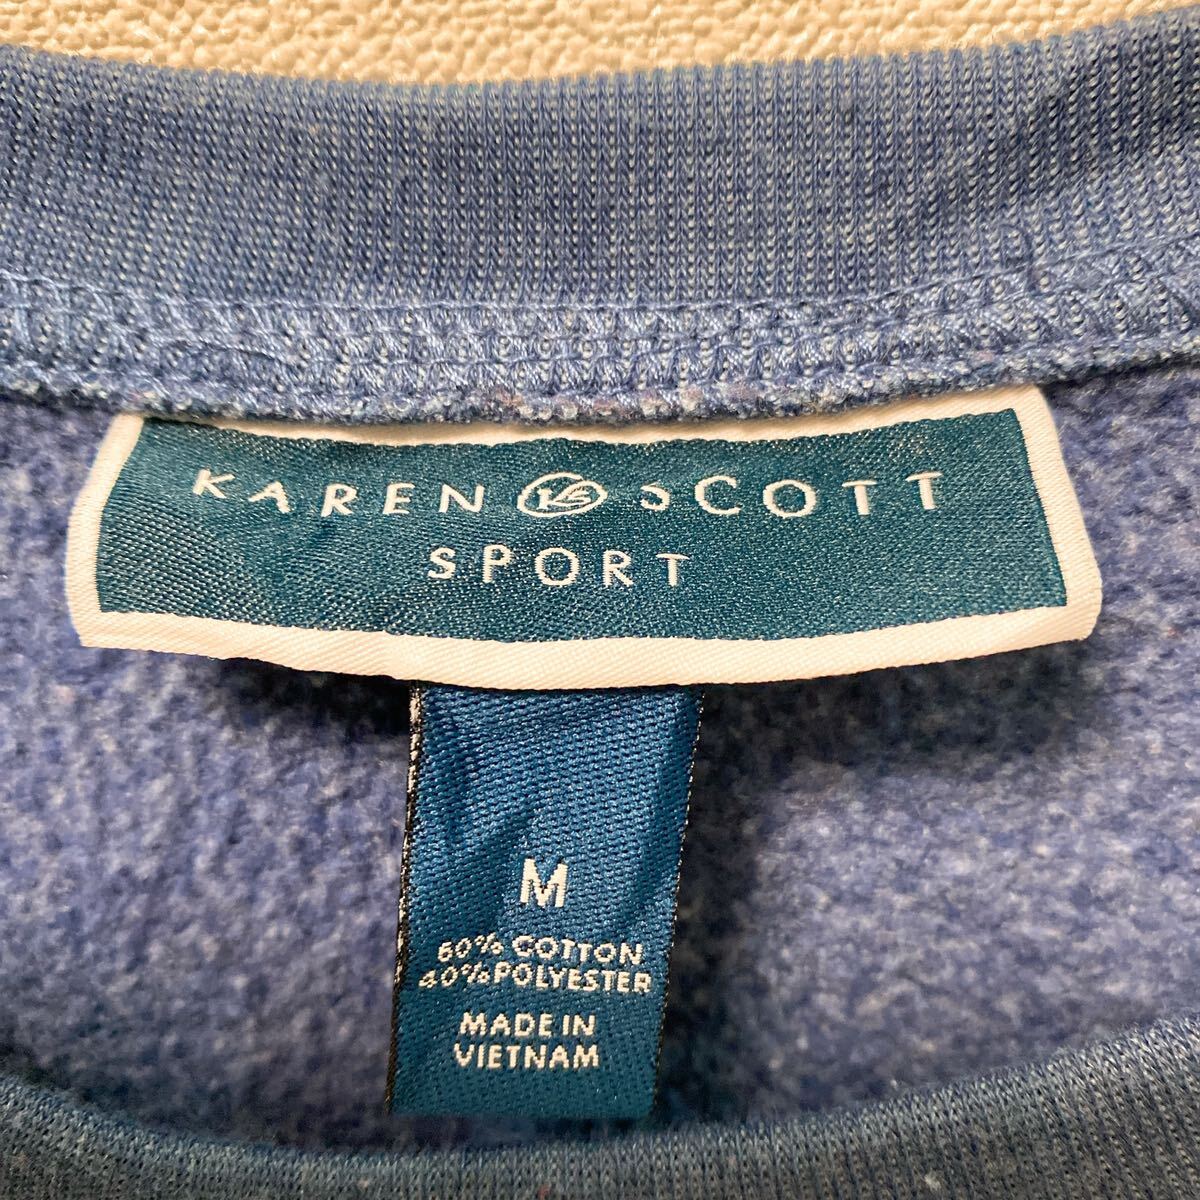 KAREN KS SCOTT
SPORT
M
60% COTTON
40% POLYESTER
MADE IN
VIETNAM